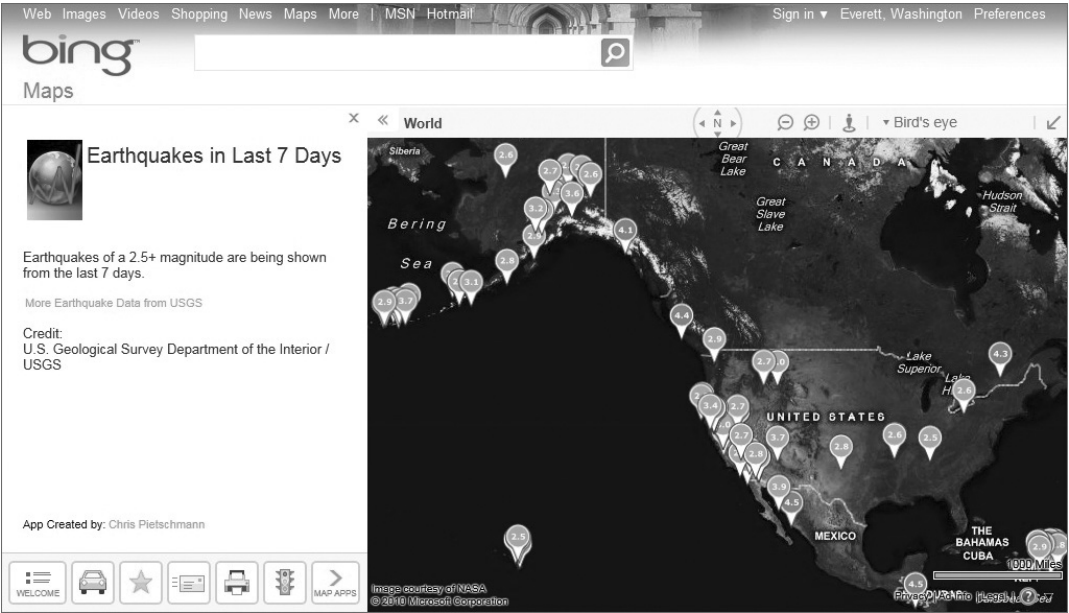 Web Images Videos Shopping News Maps More | MSN Hotmail
Sign in ▾ Everett, Washington Preferences
bing™
Maps
Earthquakes in Last 7 Days
Earthquakes of a 2.5+ magnitude are being shown
from the last 7 days.
More Earthquake Data from USGS
Credit:
U.S. Geological Survey Department of the Interior /
USGS
App Created by: Chris Pietschmann
WELCOME
MAP APPS
World
N
Bird's eye
Siberia
2.6
Great
Bear
Lake
CANADA
2.7
2.6
3.6
3.2
Great
Slave
Lake
Hudson
Strait
Bering
Sea
4.1
2.8
3.1
2.9
3.7
4.4
2.9
2.7
Lake
Superior
4.3
2.6
3.4
2.7
UNITED STATES
2.7
3.7
2.8
2.6
2.5
2.8
3.9
4.5
MEXICO
THE
BAHAMAS
CUBA
2.5
2.9
1000 Miles
4.5
Image courtesy of NASA
© 2010 Microsoft Corporation